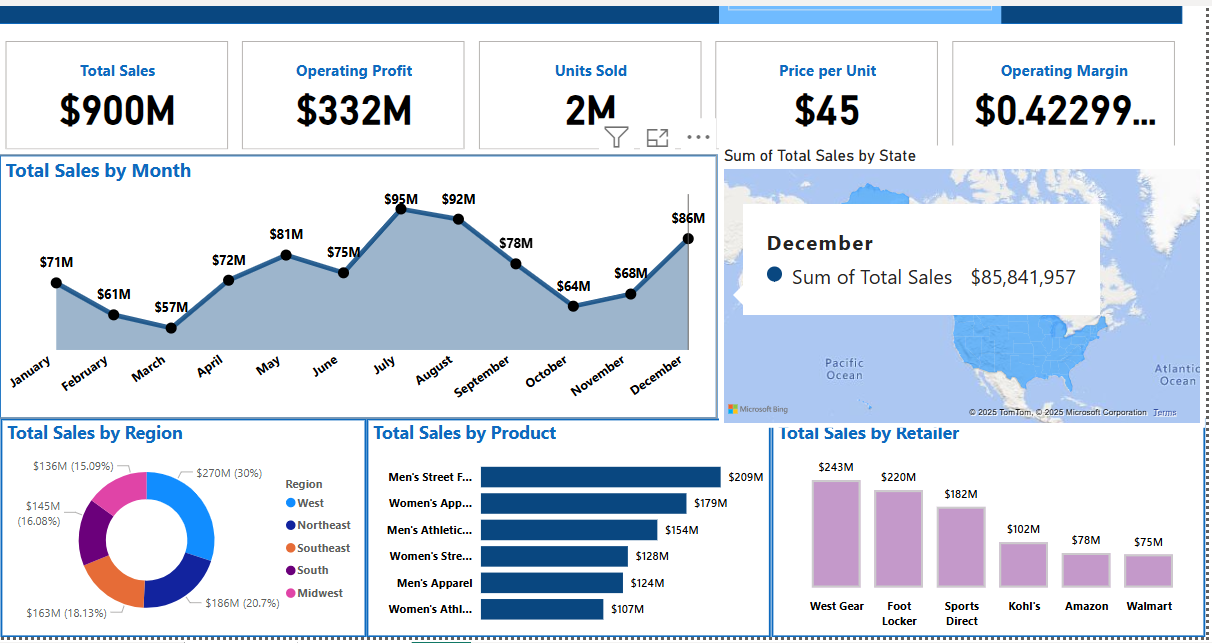 Total Sales
$900M
Operating Profit
$332M
Units Sold
2M
Price per Unit
$45
Operating Margin
$0.42299...
Total Sales by Month
$71M
$61M
$57M
$72M
$81M
$75M
$95M
$92M
$78M
$64M
$68M
$86M
January
February
March
April
May
June
July
August
September
October
November
December
Sum of Total Sales by State
December
Sum of Total Sales $85,841,957
Pacific
Ocean
Atlantic
Ocean
Microsoft Bing
© 2025 TomTom, © 2025 Microsoft Corporation Terms
Total Sales by Region
$136M (15.09%)
$270M (30%)
$145M
(16.08%)
$163M (18.13%)
$186M (20.7%)
Region
West
Northeast
Southeast
South
Midwest
Total Sales by Product
Men's Street F... $209M
Women's App... $179M
Men's Athletic... $154M
Women's Stre... $128M
Men's Apparel $124M
Women's Athl... $107M
Total Sales by Retailer
$243M
$220M
$182M
$102M
$78M
$75M
West Gear
Foot
Locker
Sports
Direct
Kohl's
Amazon
Walmart